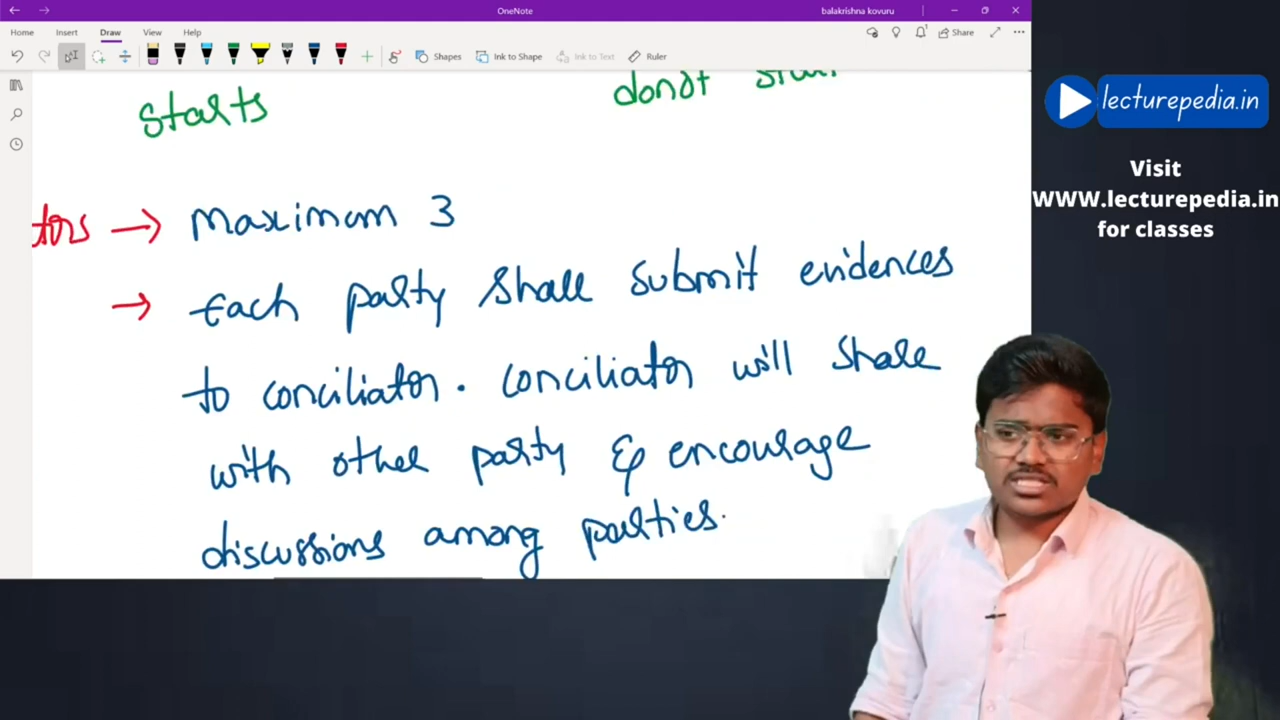 OneNote
balakrishna kovuru
Home Insert Draw View Help
Share
Shapes Ink to Shape Ink to Text Ruler
starts
donot
tors → Maximum 3
→ Each party shall submit evidences
to conciliator. conciliator will share
with other party & encourage
discussions among parties.
lecturepedia.in
Visit
WWW.lecturepedia.in
for classes